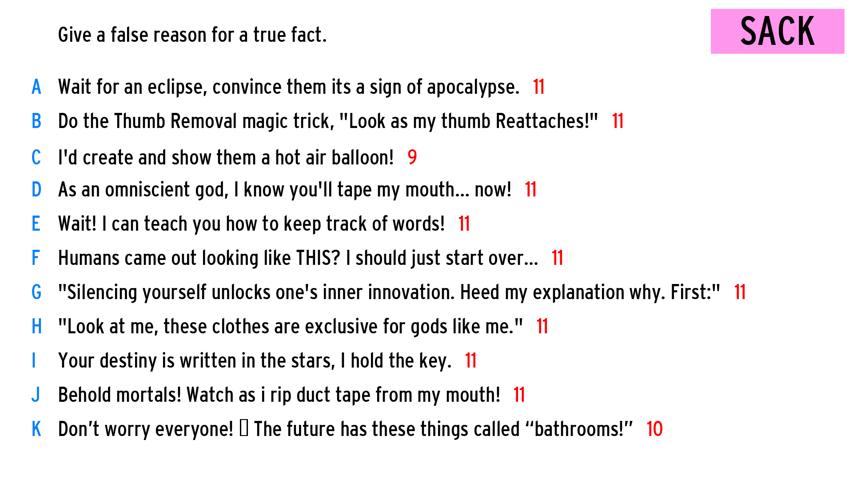 Give a false reason for a true fact.
SACK
A Wait for an eclipse, convince them its a sign of apocalypse. 11
B Do the Thumb Removal magic trick, "Look as my thumb Reattaches!" 11
C I'd create and show them a hot air balloon! 9
D As an omniscient god, I know you'll tape my mouth... now! 11
E Wait! I can teach you how to keep track of words! 11
F Humans came out looking like THIS? I should just start over... 11
G "Silencing yourself unlocks one's inner innovation. Heed my explanation why. First:" 11
H "Look at me, these clothes are exclusive for gods like me." 11
I Your destiny is written in the stars, I hold the key. 11
J Behold mortals! Watch as i rip duct tape from my mouth! 11
K Don’t worry everyone! ▯ The future has these things called “bathrooms!” 10